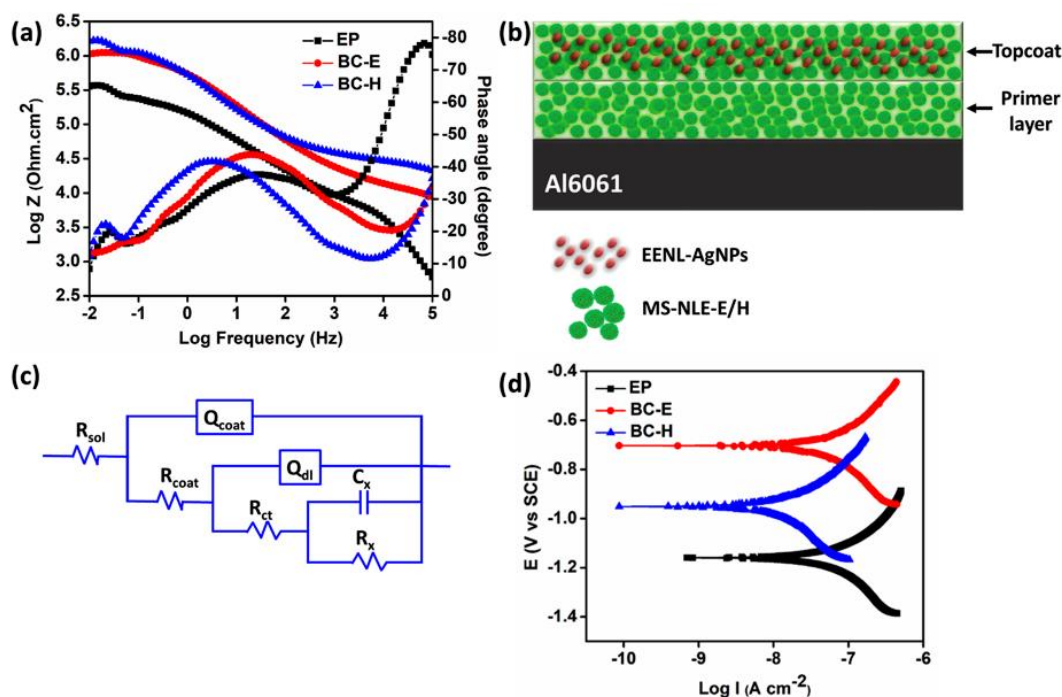 (a)
EP
BC-E
BC-H
Log Z (Ohm.cm²)
6.5
6.0
5.5
5.0
4.5
4.0
3.5
3.0
2.5
-80
-70
-60
-50
-40
-30
-20
-10
0
Phase angle (degree)
-2 -1 0 1 2 3 4 5
Log Frequency (Hz)
(b)
Topcoat
Primer
layer
Al6061
EENL-AgNPs
MS-NLE-E/H
(c)
Rsol
Qcoat
Rcoat
Qdl
Rct
Cx
Rx
(d)
EP
BC-E
BC-H
E (V vs SCE)
-0.4
-0.6
-0.8
-1.0
-1.2
-1.4
-10 -9 -8 -7 -6
Log I (A cm⁻²)